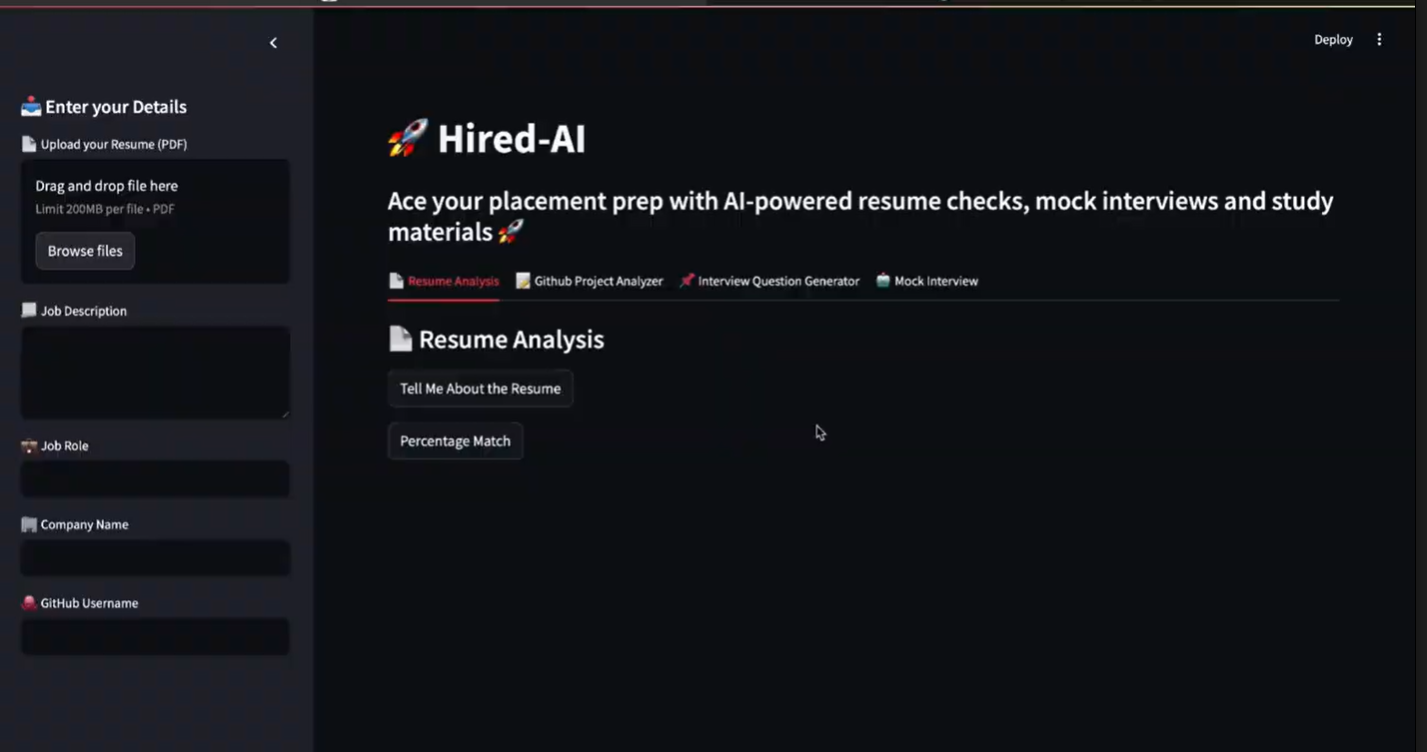 Deploy
📥 Enter your Details
📄 Upload your Resume (PDF)
Drag and drop file here
Limit 200MB per file • PDF
Browse files
Job Description
💼 Job Role
🏢 Company Name
🐙 GitHub Username
🚀 Hired-AI
Ace your placement prep with AI-powered resume checks, mock interviews and study
materials 🚀
📄 Resume Analysis 📝 Github Project Analyzer 📌 Interview Question Generator 🤖 Mock Interview
📄 Resume Analysis
Tell Me About the Resume
Percentage Match